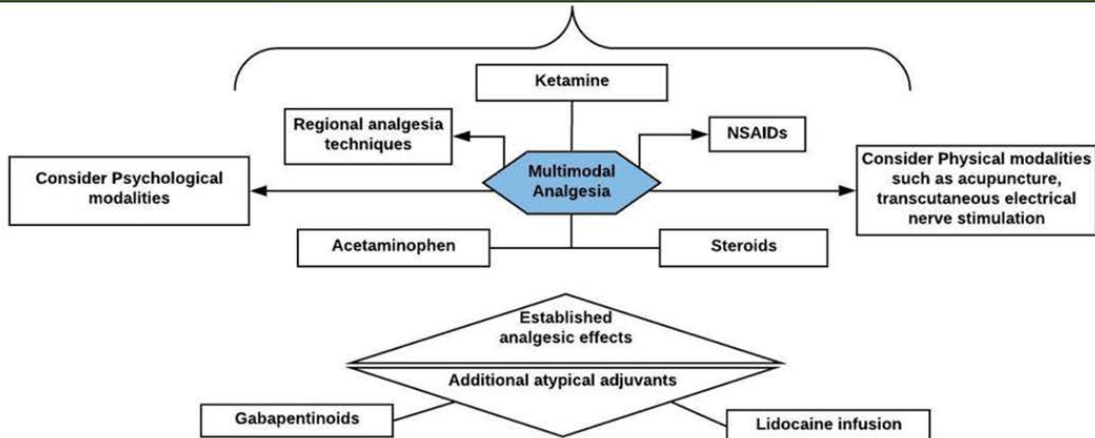 Ketamine
Regional analgesia
techniques
NSAIDs
Consider Psychological
modalities
Multimodal
Analgesia
Consider Physical modalities
such as acupuncture,
transcutaneous electrical
nerve stimulation
Acetaminophen
Steroids
Established
analgesic effects
Additional atypical adjuvants
Gabapentinoids
Lidocaine infusion